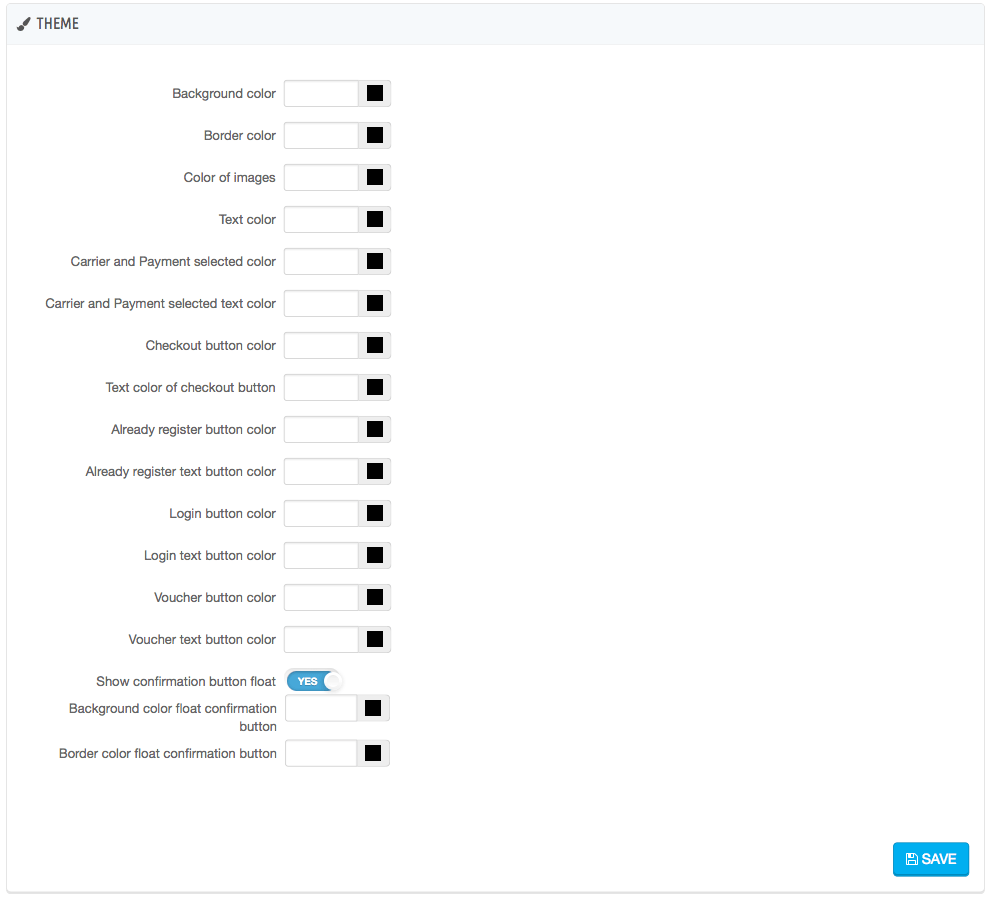 THEME
Background color
Border color
Color of images
Text color
Carrier and Payment selected color
Carrier and Payment selected text color
Checkout button color
Text color of checkout button
Already register button color
Already register text button color
Login button color
Login text button color
Voucher button color
Voucher text button color
Show confirmation button float YES
Background color float confirmation
button
Border color float confirmation button
SAVE